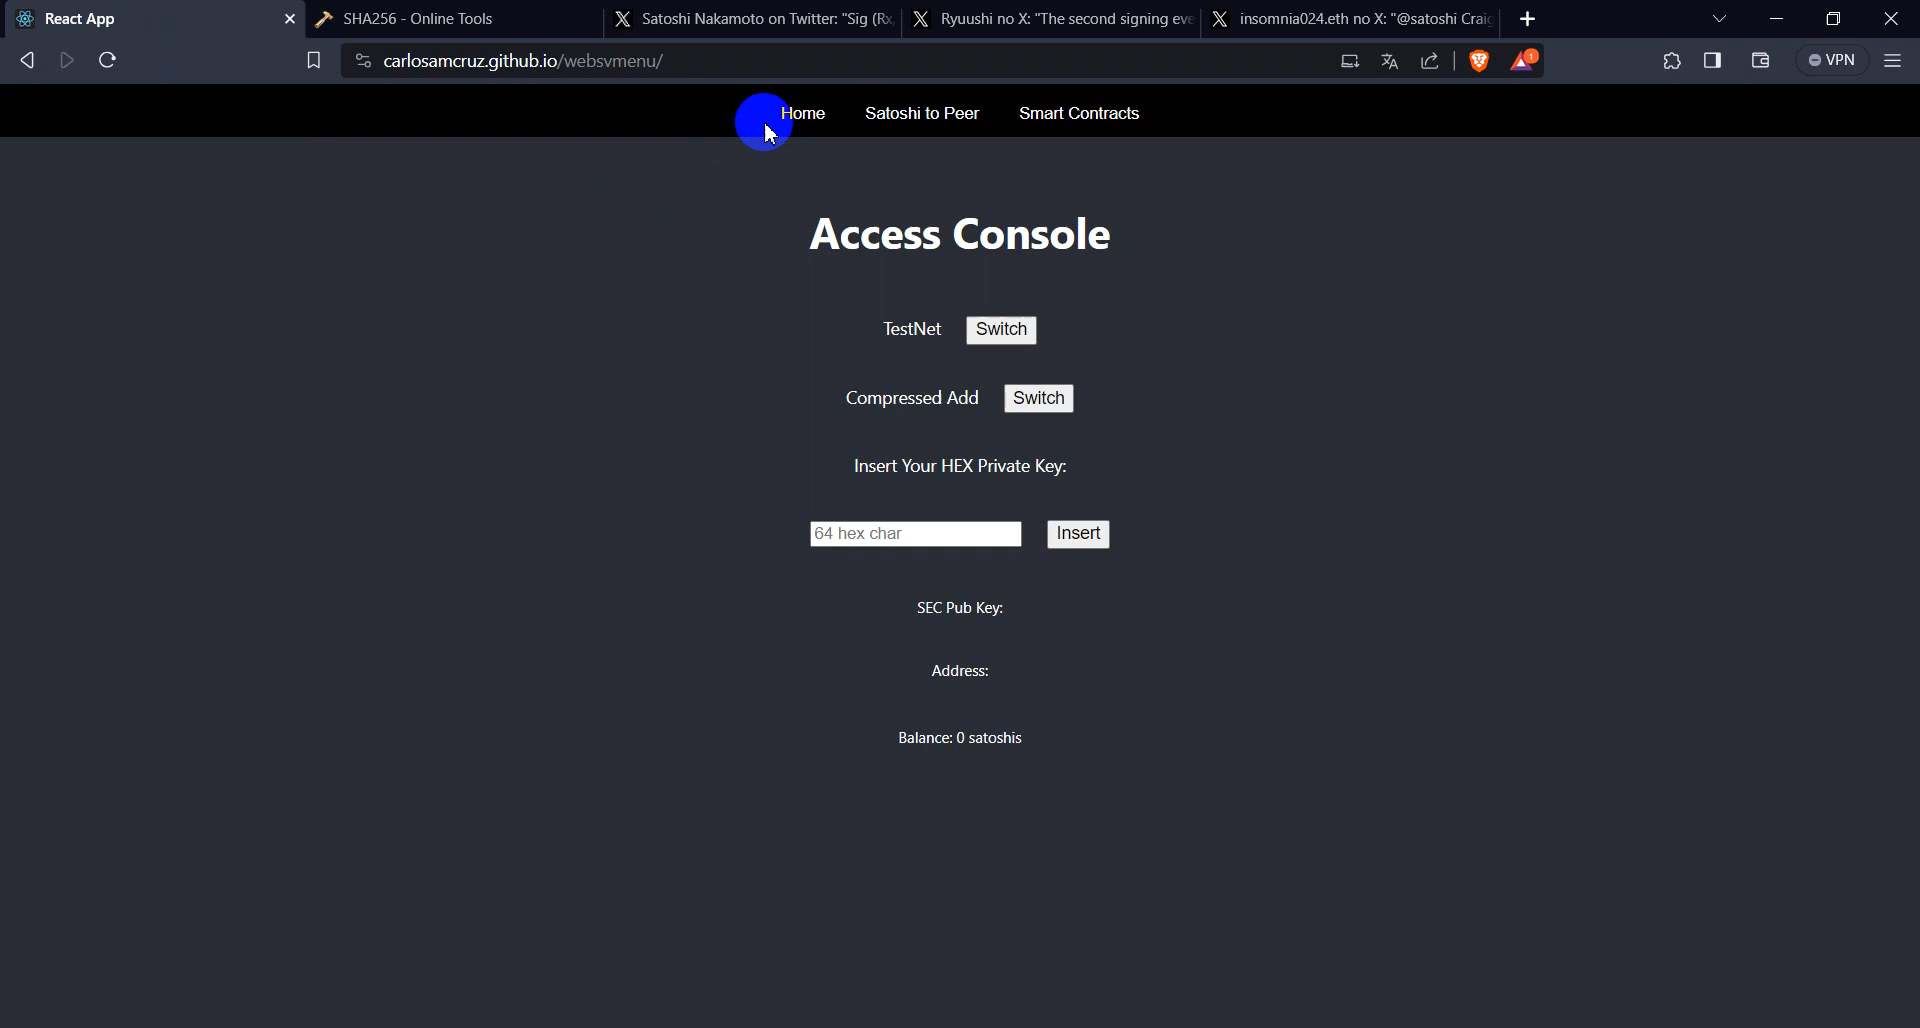 React App
SHA256 - Online Tools
Satoshi Nakamoto on Twitter: "Sig (Rx,
Ryuushi no X: "The second signing eve
insomnia024.eth no X: "@satoshi Craig
carlosamcruz.github.io/websvmenu/
1
VPN
Home
Satoshi to Peer
Smart Contracts
Access Console
TestNet
Switch
Compressed Add
Switch
Insert Your HEX Private Key:
64 hex char
Insert
SEC Pub Key:
Address:
Balance: 0 satoshis